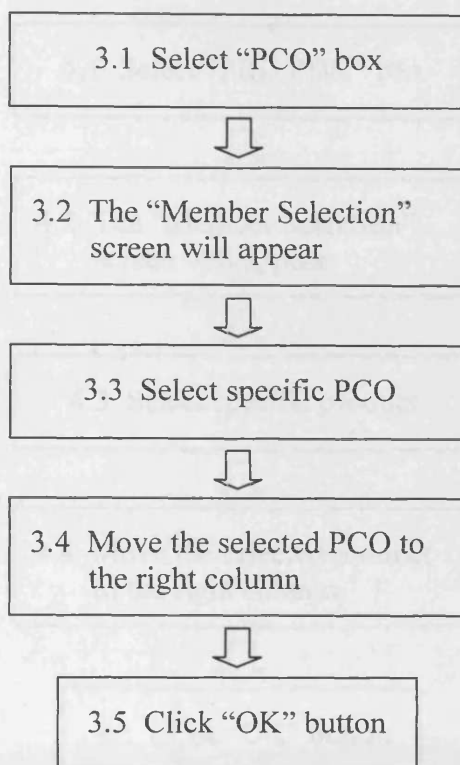 3.1 Select “PCO” box
3.2 The “Member Selection”
screen will appear
3.3 Select specific PCO
3.4 Move the selected PCO to
the right column
3.5 Click “OK” button